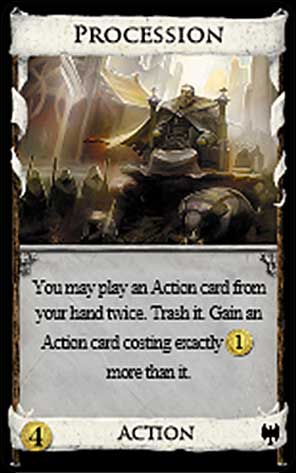 PROCESSION
You may play an Action card from
your hand twice. Trash it. Gain an
Action card costing exactly 1
more than it.
4 ACTION